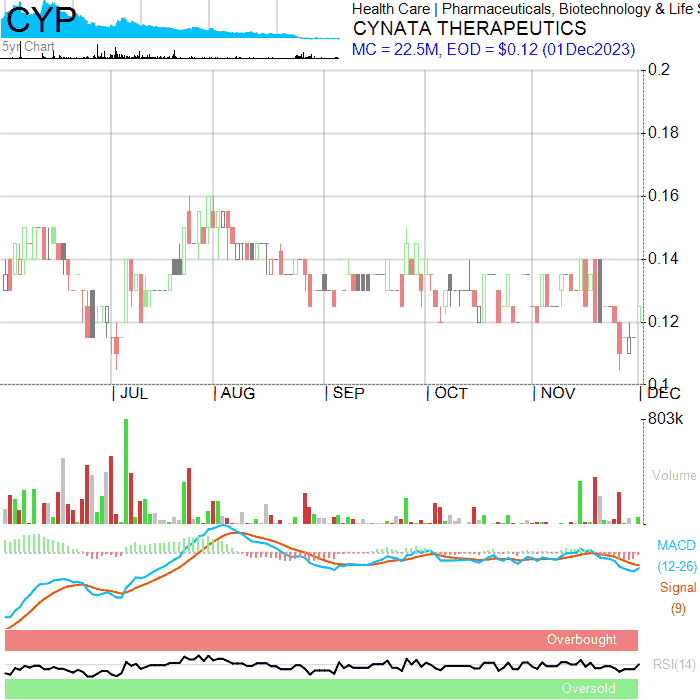 CYP
5yr Chart
Health Care | Pharmaceuticals, Biotechnology & Life S
CYNATA THERAPEUTICS
MC = 22.5M, EOD = $0.12 (01Dec2023)
0.2
0.18
0.16
0.14
0.12
0.1
| JUL | AUG | SEP | OCT | NOV | DEC
803k
Volume
MACD
(12-26)
Signal
(9)
Overbought
RSI(14)
Oversold